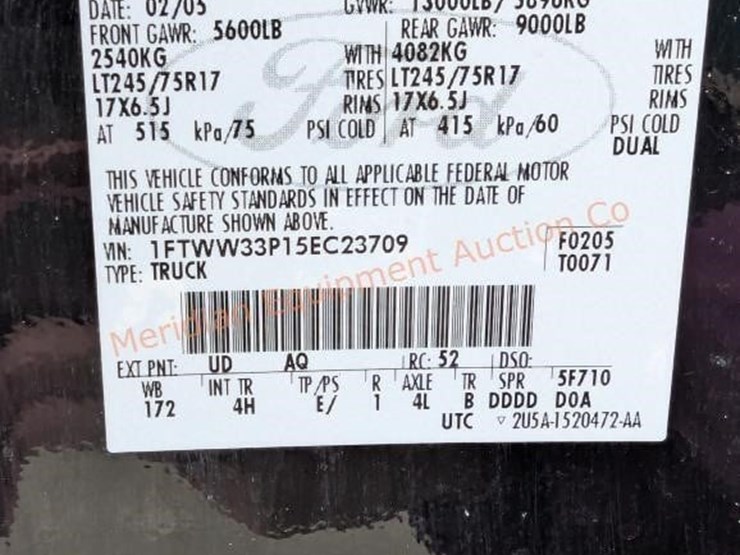 DATE: 02/05 GVWR: 13000LB/ 5896KG
FRONT GAWR: 5600LB REAR GAWR: 9000LB
2540KG WITH 4082KG WITH
LT245/75R17 TIRES LT245/75R17 TIRES
17X6.5J RIMS 17X6.5J RIMS
AT 515 kPa/75 PSI COLD AT 415 kPa/60 PSI COLD
DUAL
Ford
THIS VEHICLE CONFORMS TO ALL APPLICABLE FEDERAL MOTOR
VEHICLE SAFETY STANDARDS IN EFFECT ON THE DATE OF
MANUFACTURE SHOWN ABOVE.
VIN: 1FTWW33P15EC23709 F0205
TYPE: TRUCK T0071
Meridian Equipment Auction Co
EXT PNT: UD AQ RC: 52 DSO:
WB INT TR TP/PS R AXLE TR SPR 5F710
172 4H E/ 1 4L B DDDD D0A
UTC ▽ 2U5A-1520472-AA